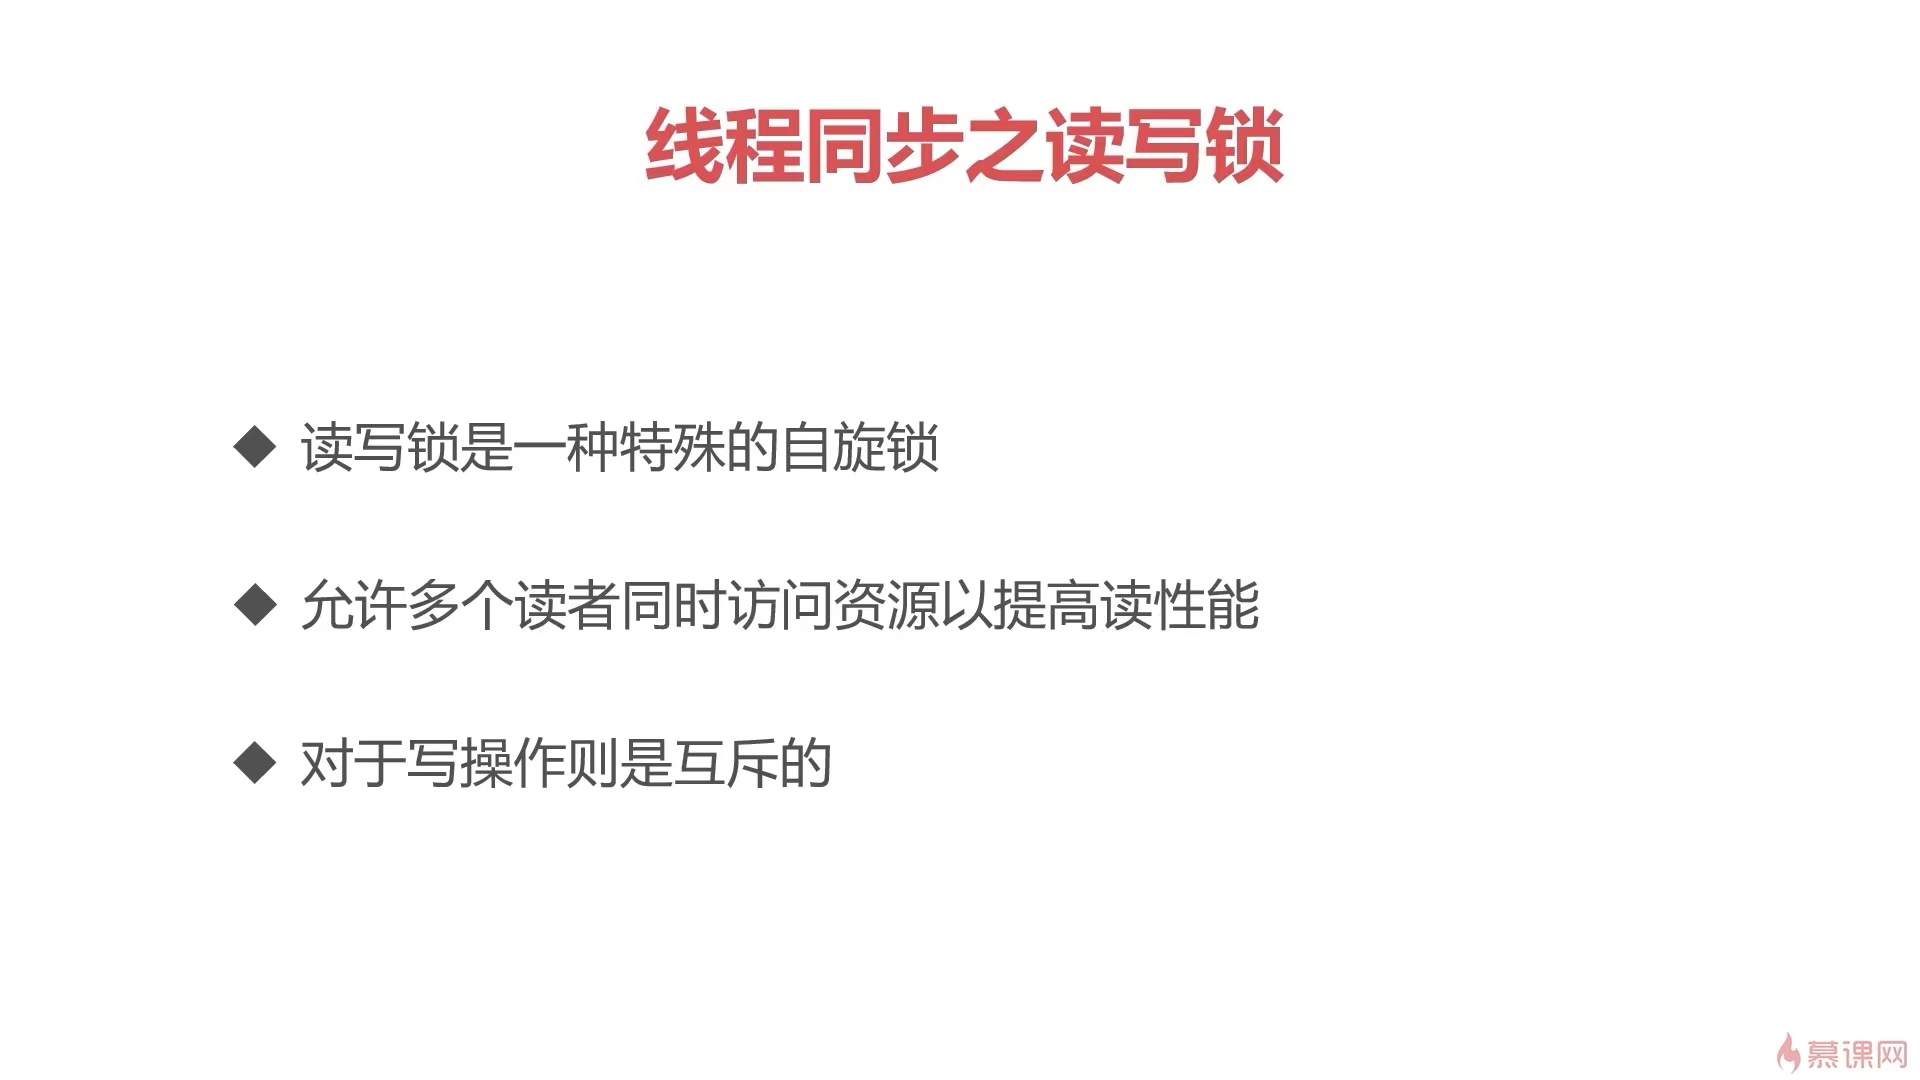 线程同步之读写锁
◆ 读写锁是一种特殊的自旋锁
◆ 允许多个读者同时访问资源以提高读性能
◆ 对于写操作则是互斥的
慕课网